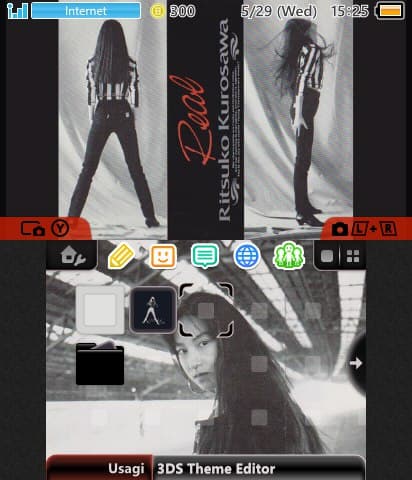 Internet
300
5/29 (Wed)
15:25
Real
Ritsuko Kurosawa
Y
L+R
Usagi
3DS Theme Editor